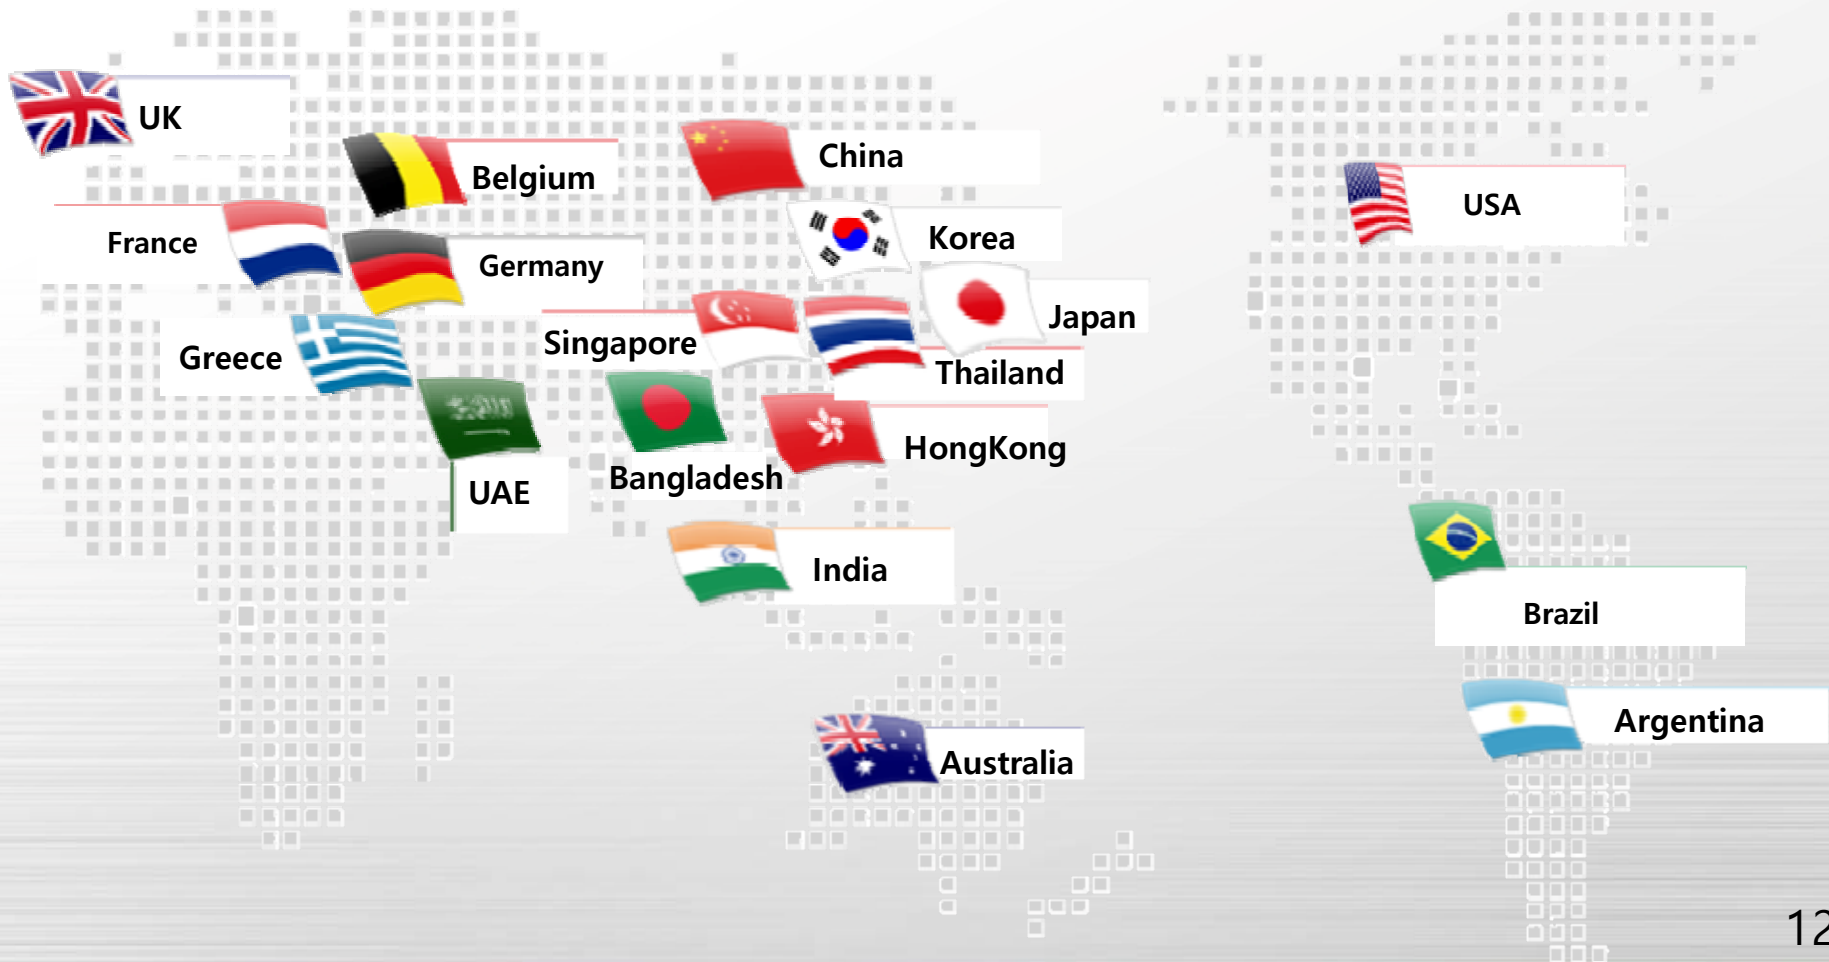 UK
Belgium
China
France
Germany
Korea
USA
Greece
Singapore
Japan
Thailand
UAE
Bangladesh
HongKong
India
Brazil
Australia
Argentina
12